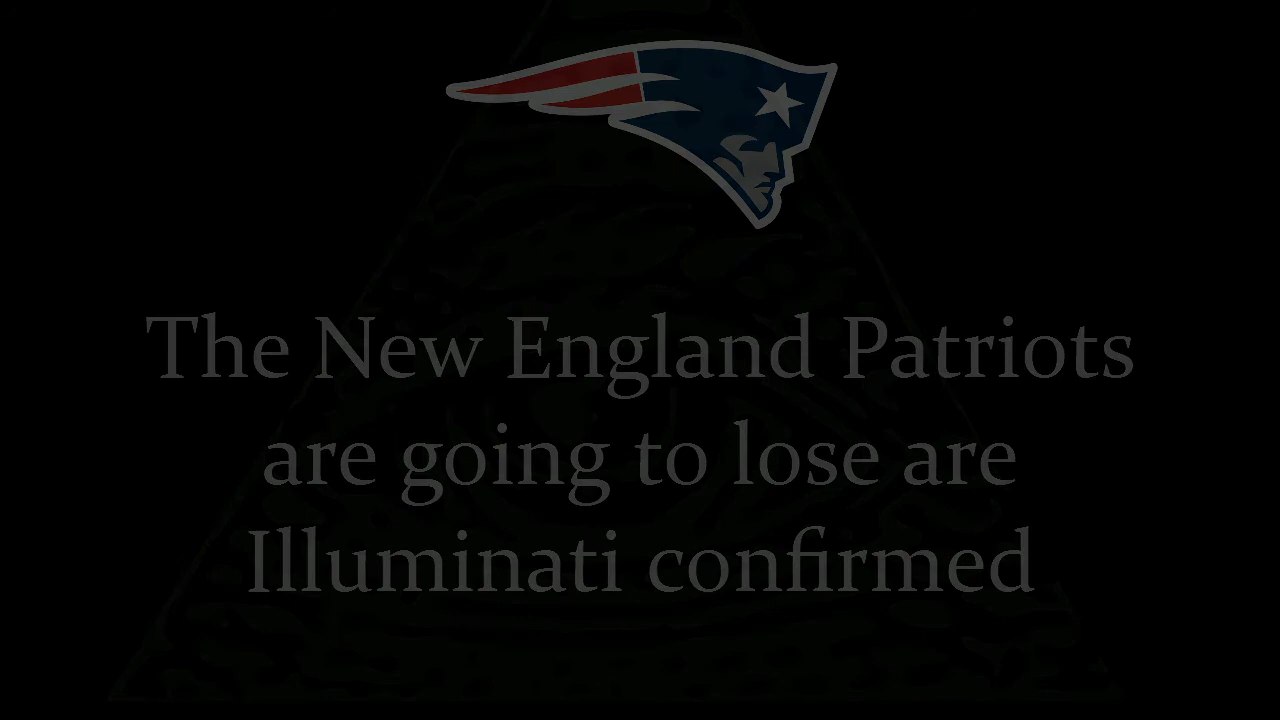 The New England Patriots
are going to lose are
Illuminati confirmed